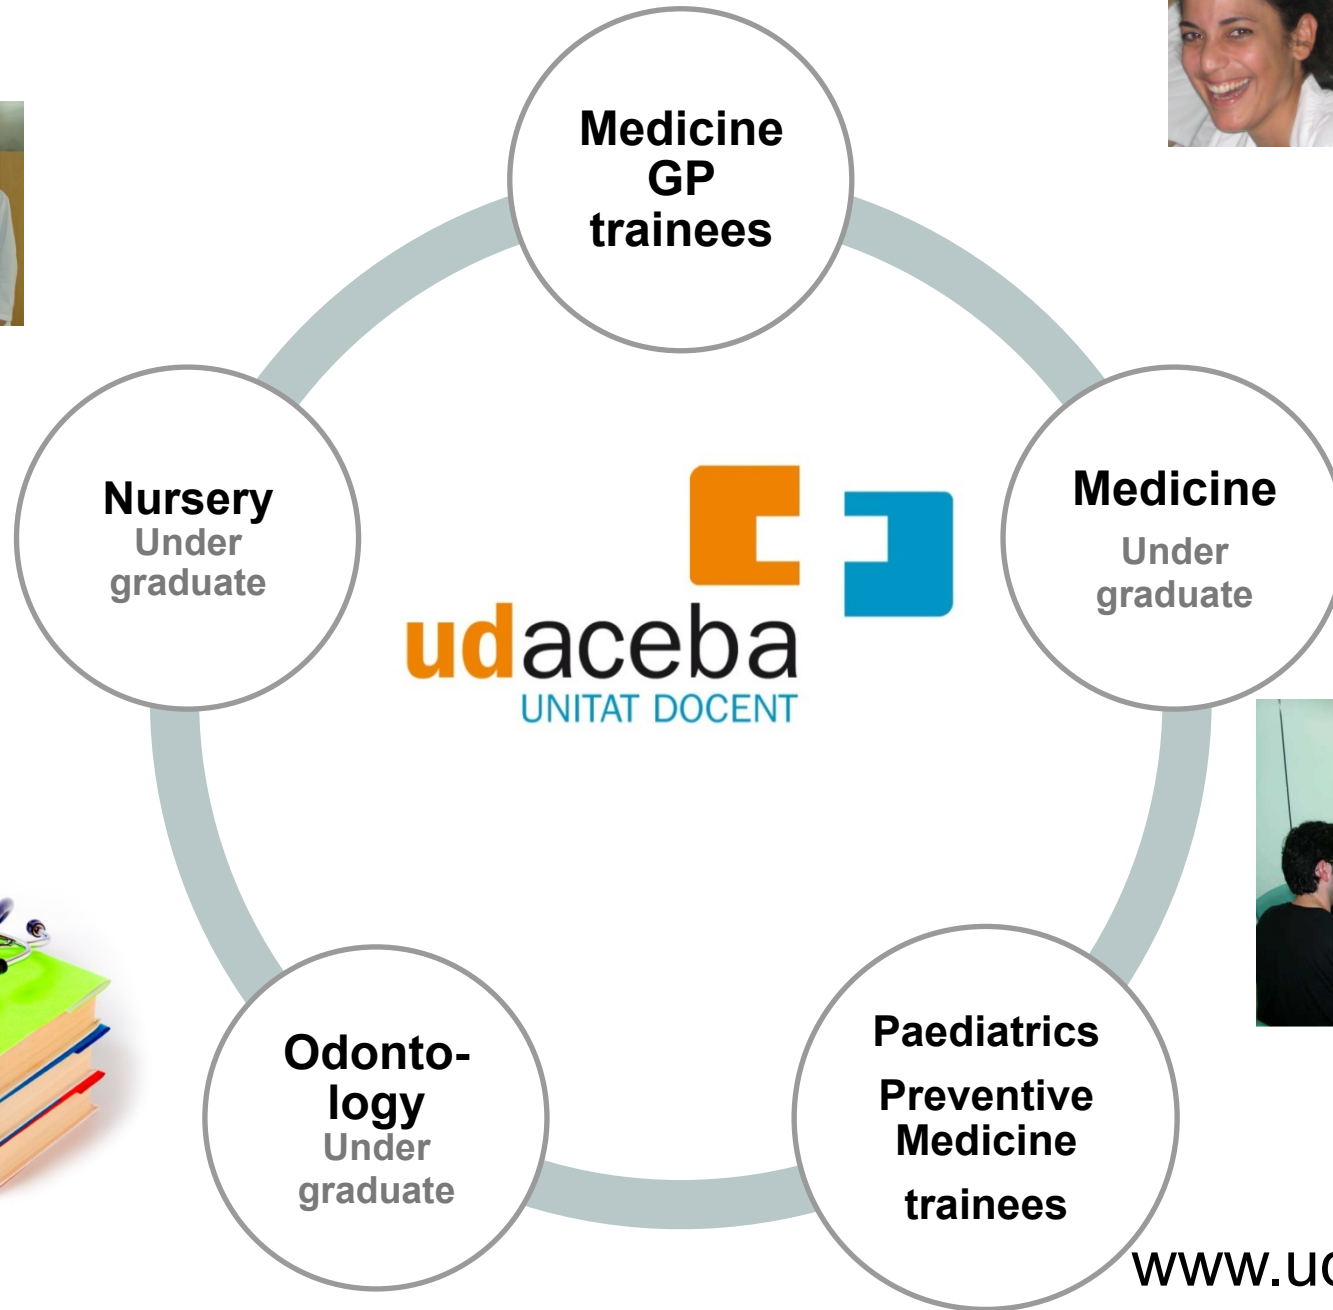 Medicine
GP
trainees
Nursery
Under
graduate
Medicine
Under
graduate
udaceba
UNITAT DOCENT
Odonto-
logy
Under
graduate
Paediatrics
Preventive
Medicine
trainees